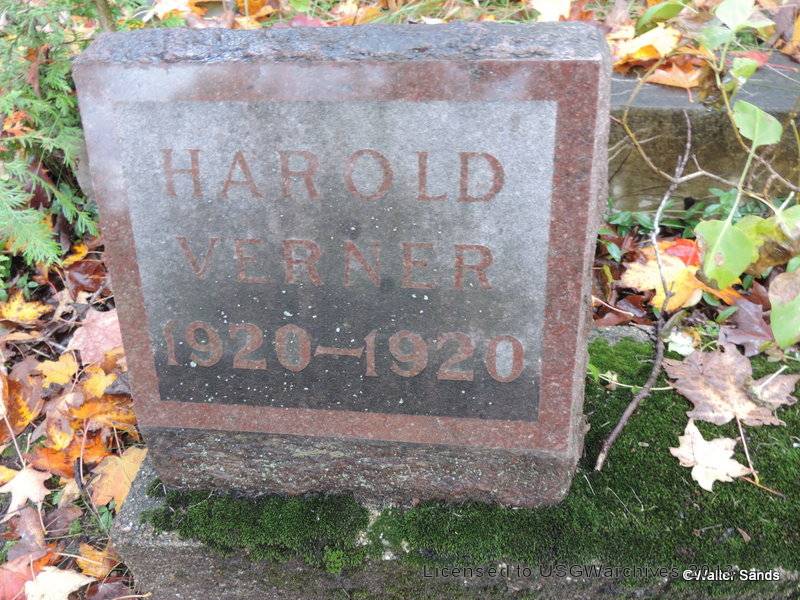 HAROLD
VERNER
1920–1920
Licensed to USGWarchives
©Walter Sands